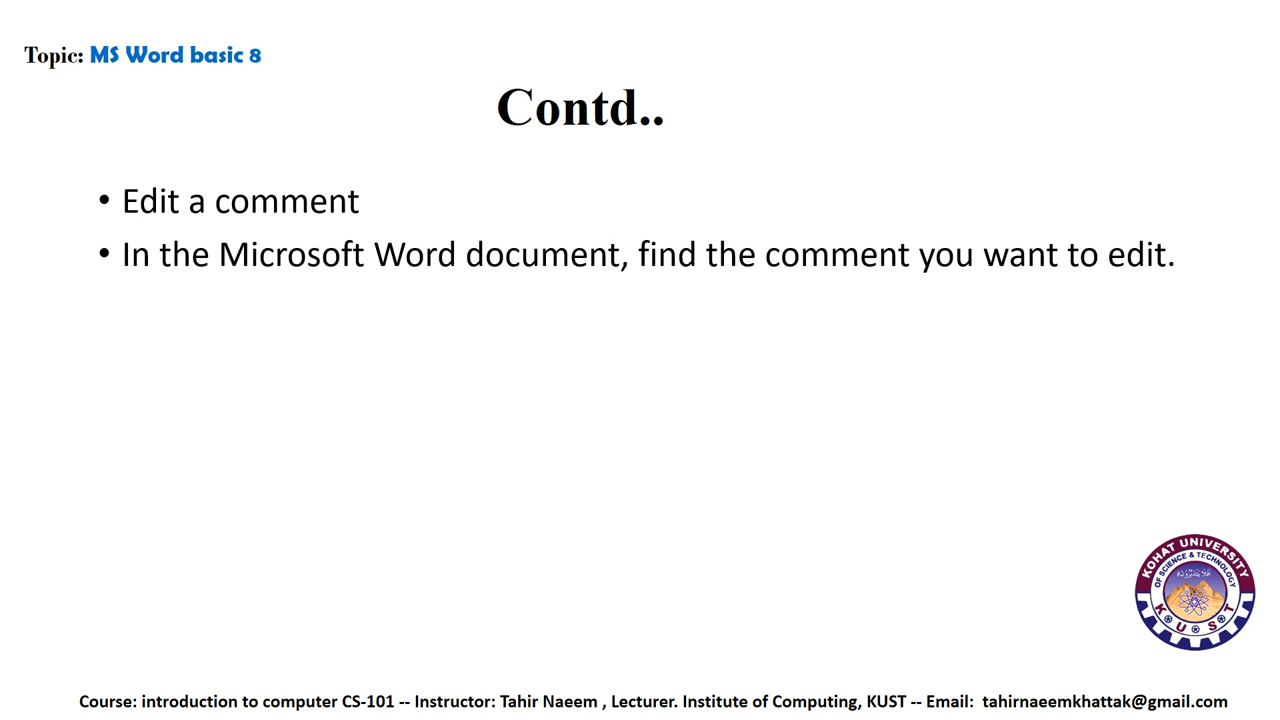 Topic: MS Word basic 8
Contd..
• Edit a comment
• In the Microsoft Word document, find the comment you want to edit.
KOHAT UNIVERSITY
OF SCIENCE & TECHNOLOGY
K U S T
Course: introduction to computer CS-101 -- Instructor: Tahir Naeem , Lecturer. Institute of Computing, KUST -- Email: tahirnaeemkhattak@gmail.com